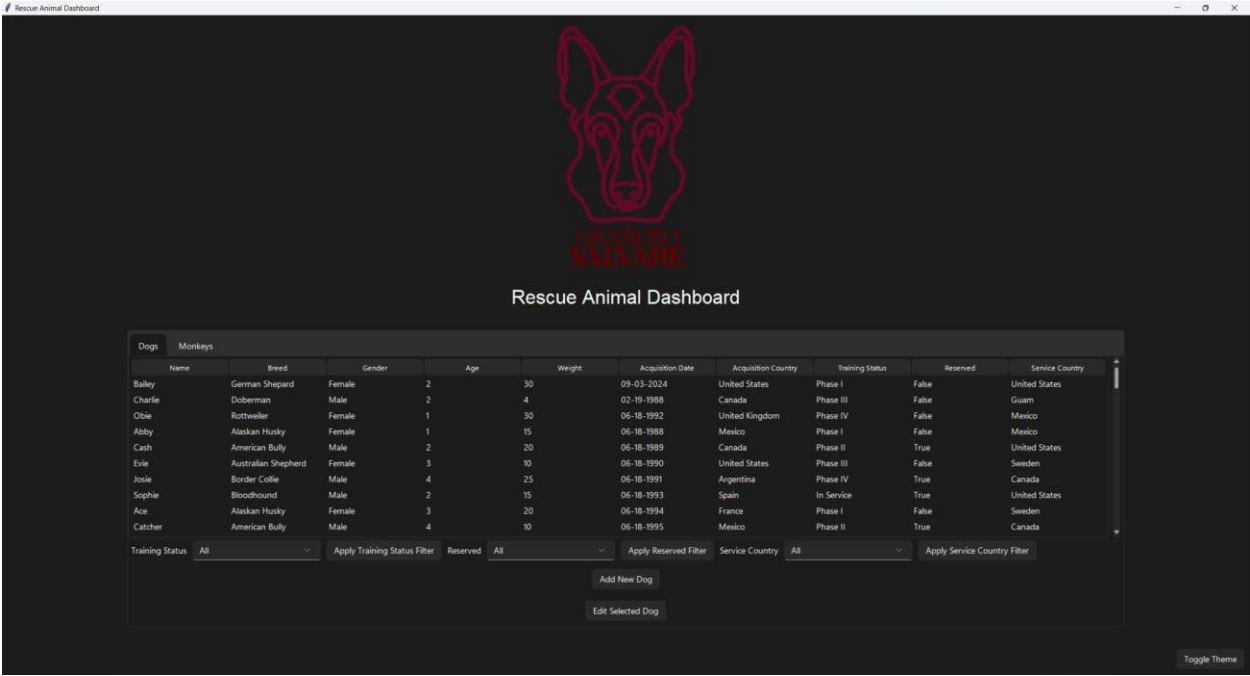 Rescue Animal Dashboard
GRAZIOSO
SALVARE
Rescue Animal Dashboard
Dogs Monkeys
Name Breed Gender Age Weight Acquisition Date Acquisition Country Training Status Reserved Service Country
Bailey German Shepard Female 2 30 09-03-2024 United States Phase I False United States
Charlie Doberman Male 2 4 02-19-1988 Canada Phase III False Guam
Obie Rottweiler Female 1 30 06-18-1992 United Kingdom Phase IV False Mexico
Abby Alaskan Husky Female 1 15 06-18-1988 Mexico Phase I False Mexico
Cash American Bully Male 2 20 06-18-1989 Canada Phase II True United States
Evie Australian Shepherd Female 3 10 06-18-1990 United States Phase III False Sweden
Josie Border Collie Male 4 25 06-18-1991 Argentina Phase IV True Canada
Sophie Bloodhound Male 2 15 06-18-1993 Spain In Service True United States
Ace Alaskan Husky Female 3 20 06-18-1994 France Phase I False Sweden
Catcher American Bully Male 4 10 06-18-1995 Mexico Phase II True Canada
Training Status All Apply Training Status Filter Reserved All Apply Reserved Filter Service Country All Apply Service Country Filter
Add New Dog
Edit Selected Dog
Toggle Theme